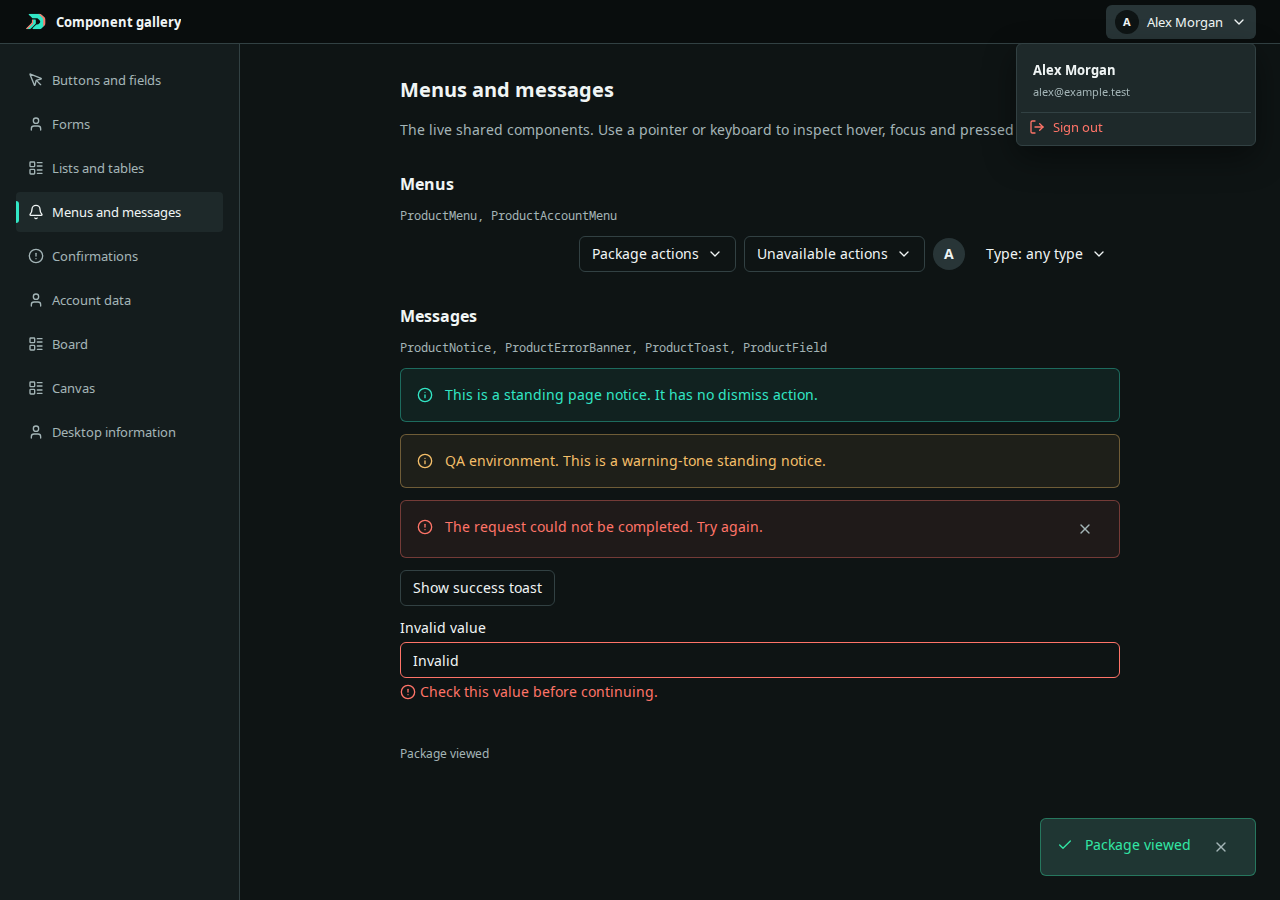 Component gallery
A
Alex Morgan
Alex Morgan
alex@example.test
Sign out
Buttons and fields
Forms
Lists and tables
Menus and messages
Confirmations
Account data
Board
Canvas
Desktop information
Menus and messages
The live shared components. Use a pointer or keyboard to inspect hover, focus and pressed
Menus
ProductMenu, ProductAccountMenu
Package actions
Unavailable actions
A
Type: any type
Messages
ProductNotice, ProductErrorBanner, ProductToast, ProductField
This is a standing page notice. It has no dismiss action.
QA environment. This is a warning-tone standing notice.
The request could not be completed. Try again.
Show success toast
Invalid value
Invalid
Check this value before continuing.
Package viewed
Package viewed